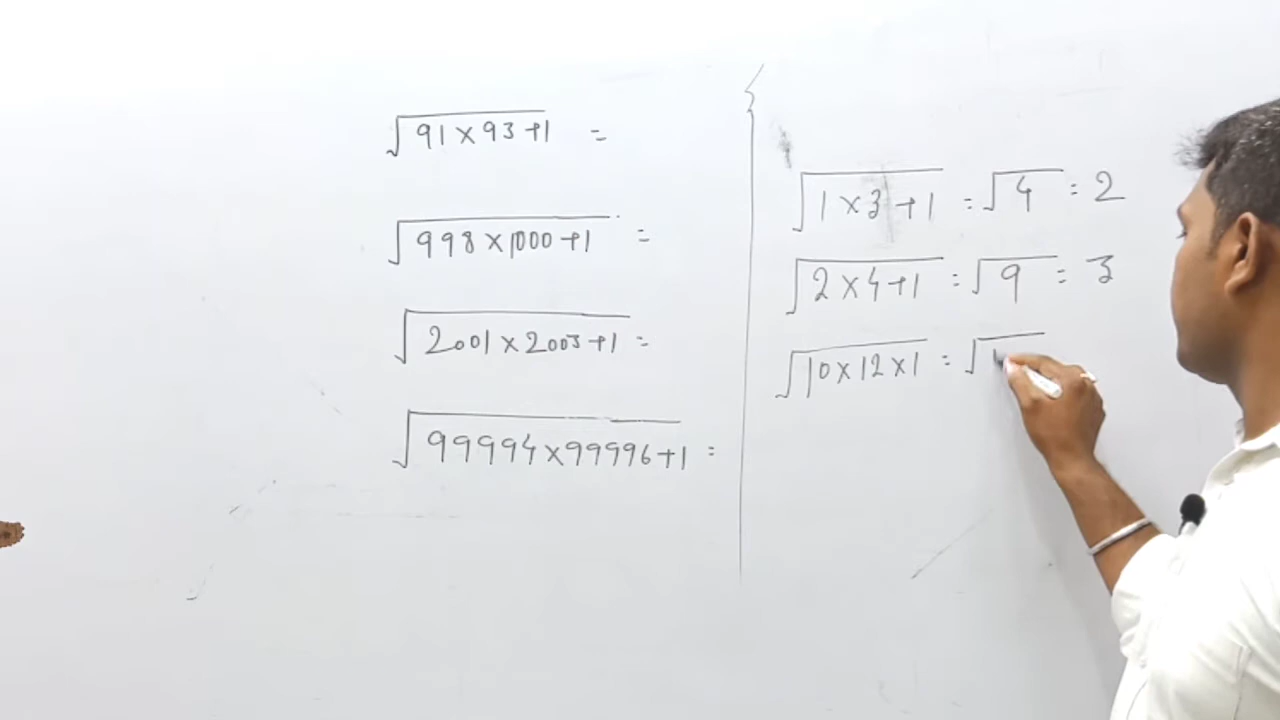 √91×93+1 =
√998×1000+1 =
√2001×2003+1 =
√99994×99996+1 =
√1×3+1 = √4 = 2
√2×4+1 = √9 = 3
√10×12×1 = √1